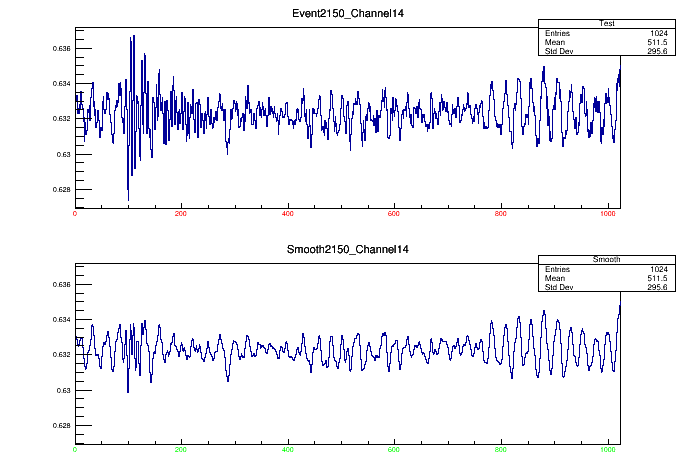 Event2150_Channel14
Test
Entries 1024
Mean 511.5
Std Dev 295.6
0.636
0.634
0.632
0.63
0.628
0 200 400 600 800 1000
Smooth2150_Channel14
Smooth
Entries 1024
Mean 511.5
Std Dev 295.6
0.636
0.634
0.632
0.63
0.628
0 200 400 600 800 1000